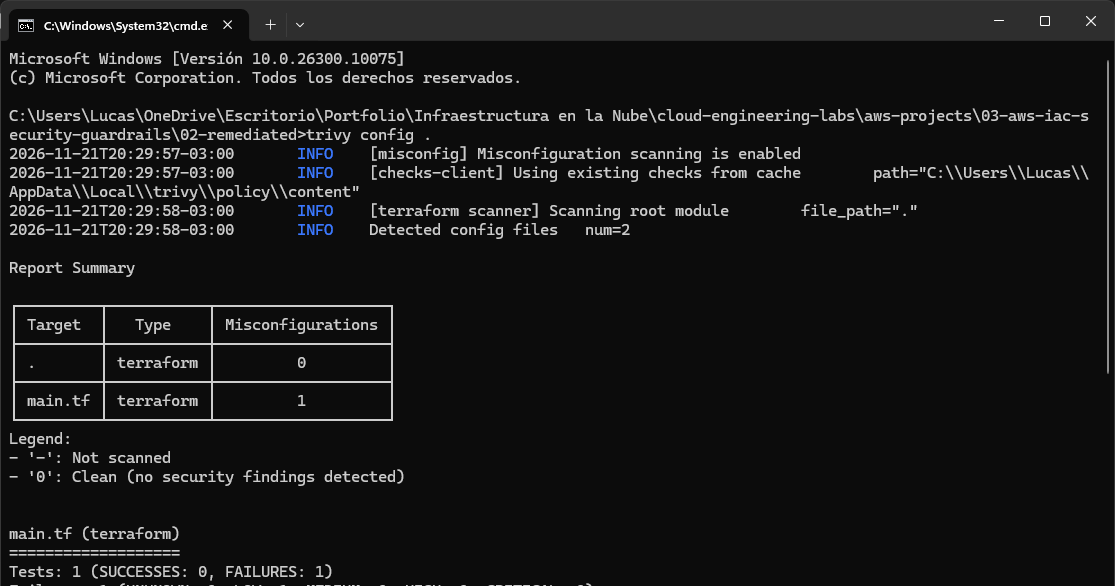 C:\Windows\System32\cmd.e
Microsoft Windows [Versión 10.0.26300.10075]
(c) Microsoft Corporation. Todos los derechos reservados.
C:\Users\Lucas\OneDrive\Escritorio\Portfolio\Infraestructura en la Nube\cloud-engineering-labs\aws-projects\03-aws-iac-s
ecurity-guardrails\02-remediated>trivy config .
2026-11-21T20:29:57-03:00 INFO [misconfig] Misconfiguration scanning is enabled
2026-11-21T20:29:57-03:00 INFO [checks-client] Using existing checks from cache path="C:\\Users\\Lucas\\
AppData\\Local\\trivy\\policy\\content"
2026-11-21T20:29:58-03:00 INFO [terraform scanner] Scanning root module file_path="."
2026-11-21T20:29:58-03:00 INFO Detected config files num=2
Report Summary
Target Type Misconfigurations
. terraform 0
main.tf terraform 1
Legend:
- '-': Not scanned
- '0': Clean (no security findings detected)
main.tf (terraform)
===================
Tests: 1 (SUCCESSES: 0, FAILURES: 1)